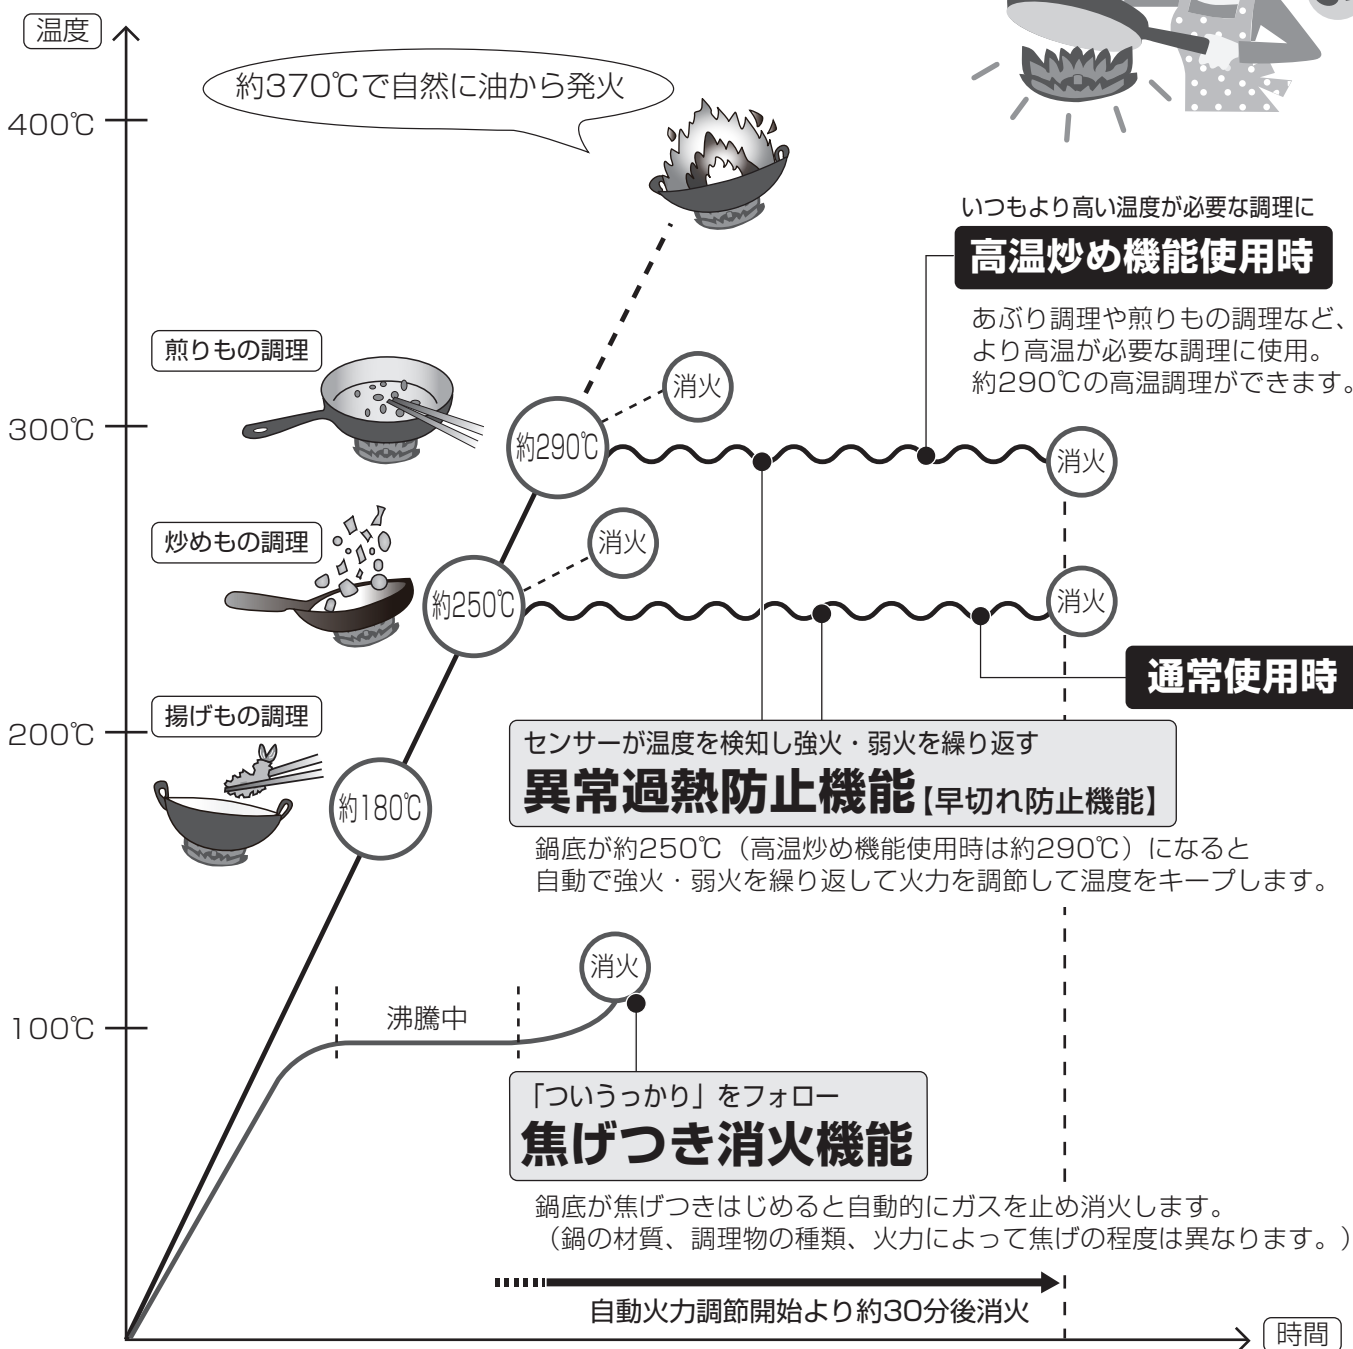 温度
約370℃で自然に油から発火
400℃
いつもより高い温度が必要な調理に
高温炒め機能使用時
あぶり調理や煎りもの調理など、
より高温が必要な調理に使用。
約290℃の高温調理ができます。
煎りもの調理
消火
300℃
約290℃
消火
炒めもの調理
消火
約250℃
消火
通常使用時
揚げもの調理
200℃
約180℃
センサーが温度を検知し強火・弱火を繰り返す
異常過熱防止機能【早切れ防止機能】
鍋底が約250℃（高温炒め機能使用時は約290℃）になると
自動で強火・弱火を繰り返して火力を調節して温度をキープします。
消火
沸騰中
100℃
「ついうっかり」をフォロー
焦げつき消火機能
鍋底が焦げつきはじめると自動的にガスを止め消火します。
（鍋の材質、調理物の種類、火力によって焦げの程度は異なります。）
自動火力調節開始より約30分後消火
時間